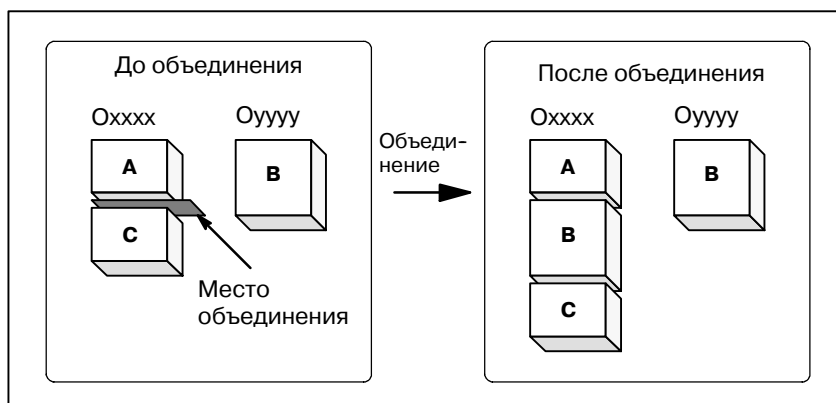 До объединения
Oxxxx
Oyyyy
A
B
C
Место
объединения
Объеди-
нение
После объединения
Oxxxx
Oyyyy
A
B
B
C